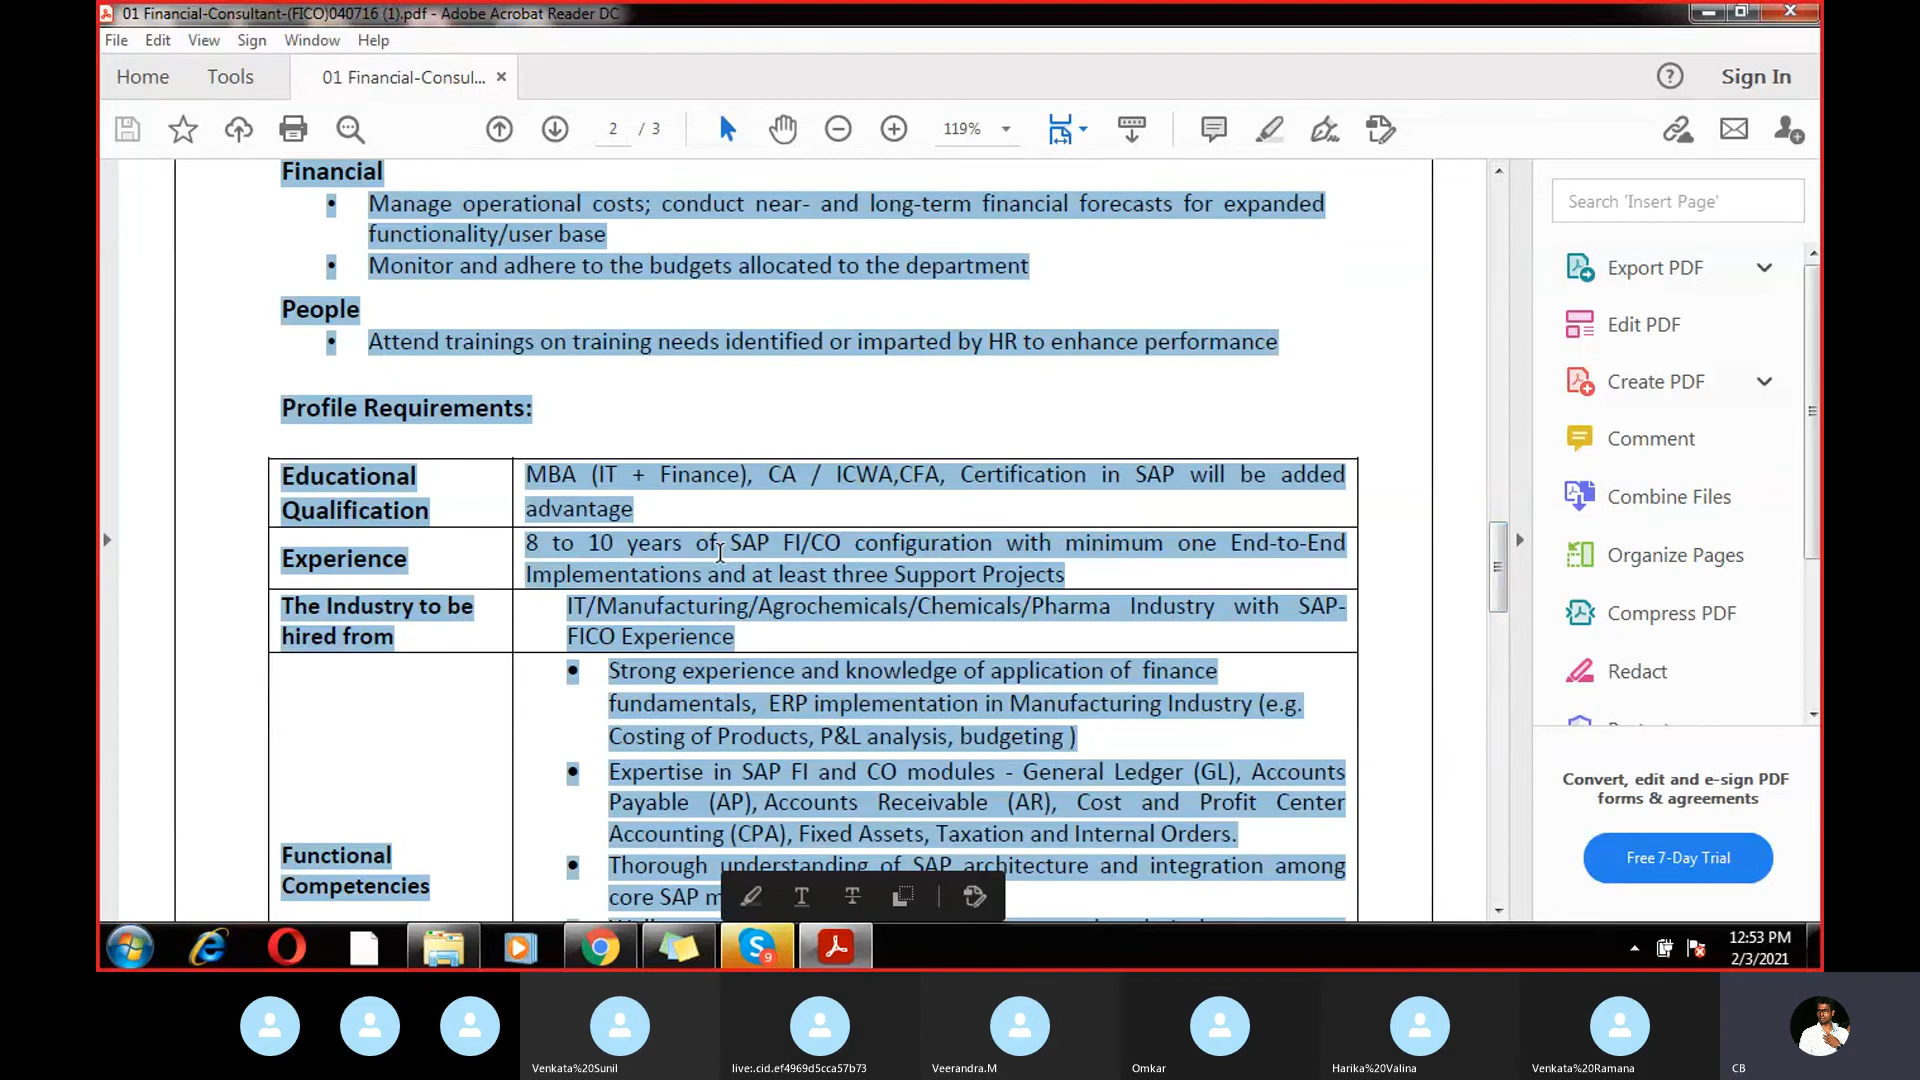 01 Financial-Consultant-(FICO)040716 (1).pdf - Adobe Acrobat Reader DC
File Edit View Sign Window Help
Home Tools 01 Financial-Consul... × Sign In
2 / 3 119%
Financial
• Manage operational costs; conduct near- and long-term financial forecasts for expanded
functionality/user base
• Monitor and adhere to the budgets allocated to the department
People
• Attend trainings on training needs identified or imparted by HR to enhance performance
Profile Requirements:
Educational
Qualification
MBA (IT + Finance), CA / ICWA,CFA, Certification in SAP will be added
advantage
Experience
8 to 10 years of SAP FI/CO configuration with minimum one End-to-End
Implementations and at least three Support Projects
The Industry to be
hired from
IT/Manufacturing/Agrochemicals/Chemicals/Pharma Industry with SAP-
FICO Experience
Functional
Competencies
• Strong experience and knowledge of application of finance
fundamentals, ERP implementation in Manufacturing Industry (e.g.
Costing of Products, P&L analysis, budgeting )
• Expertise in SAP FI and CO modules - General Ledger (GL), Accounts
Payable (AP), Accounts Receivable (AR), Cost and Profit Center
Accounting (CPA), Fixed Assets, Taxation and Internal Orders.
• Thorough understanding of SAP architecture and integration among
core SAP
Search 'Insert Page'
Export PDF
Edit PDF
Create PDF
Comment
Combine Files
Organize Pages
Compress PDF
Redact
Convert, edit and e-sign PDF
forms & agreements
Free 7-Day Trial
9
12:53 PM
2/3/2021
Venkata%20Sunil
live:.cid.ef4969d5cca57b73
Veerandra.M
Omkar
Harika%20Valina
Venkata%20Ramana
CB